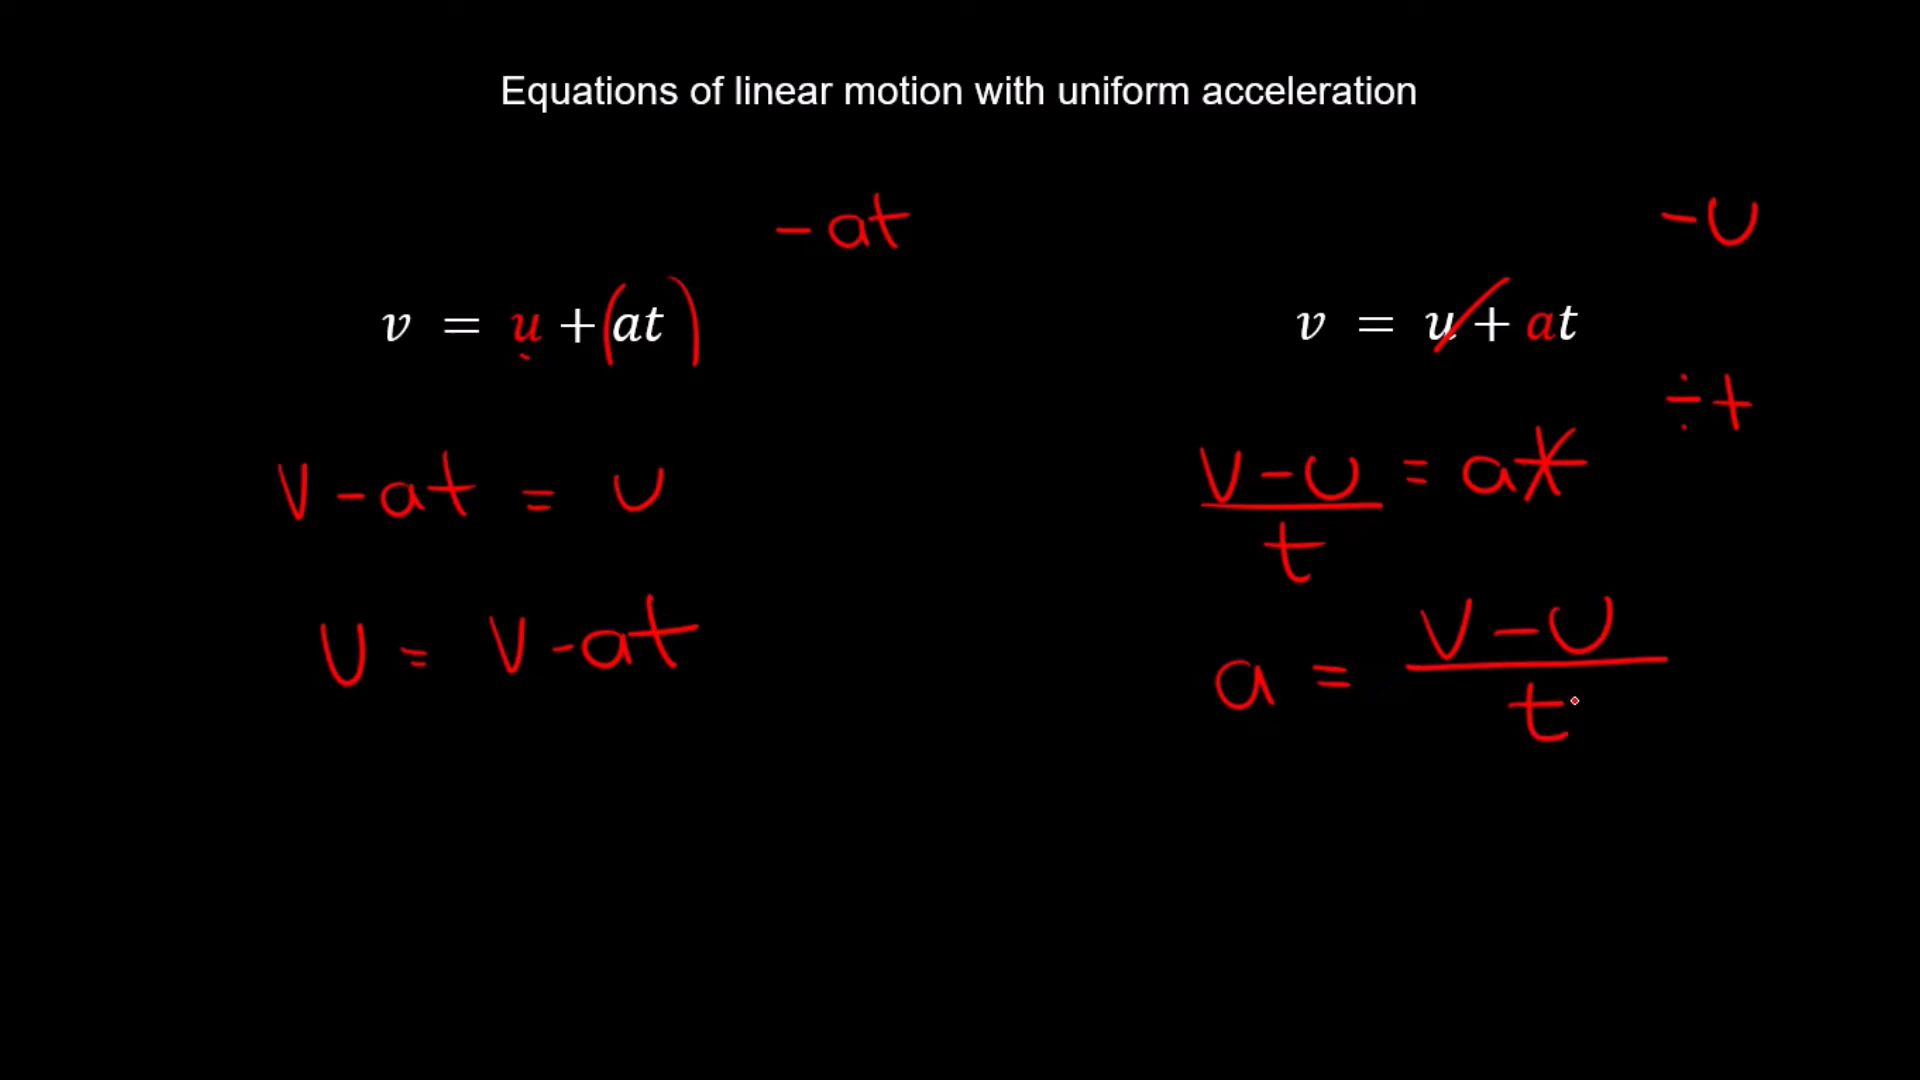 Equations of linear motion with uniform acceleration
- at
v = u + (at)
v - at = u
u = v - at
- u
v = u + at
÷ t
v - u = at
t
a = v - u
t